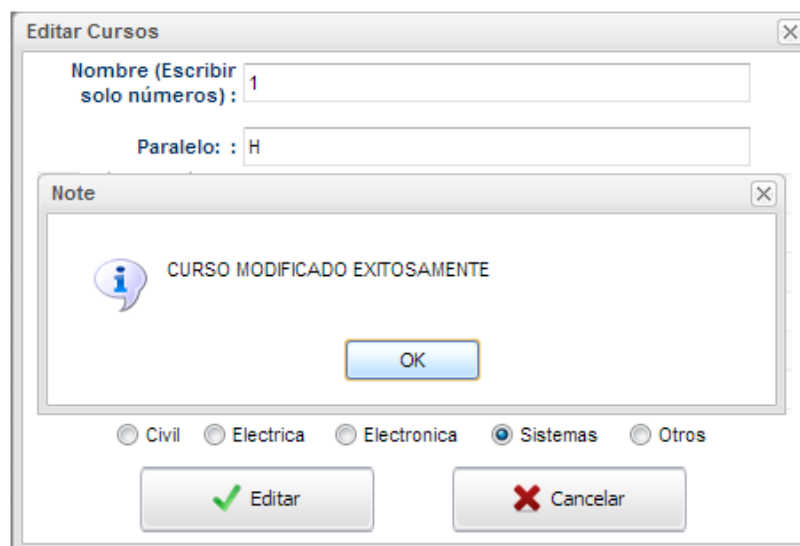 Editar Cursos
Nombre (Escribir
solo números) :
1
Paralelo: : H
Note
CURSO MODIFICADO EXITOSAMENTE
OK
Civil Electrica Electronica Sistemas Otros
Editar Cancelar